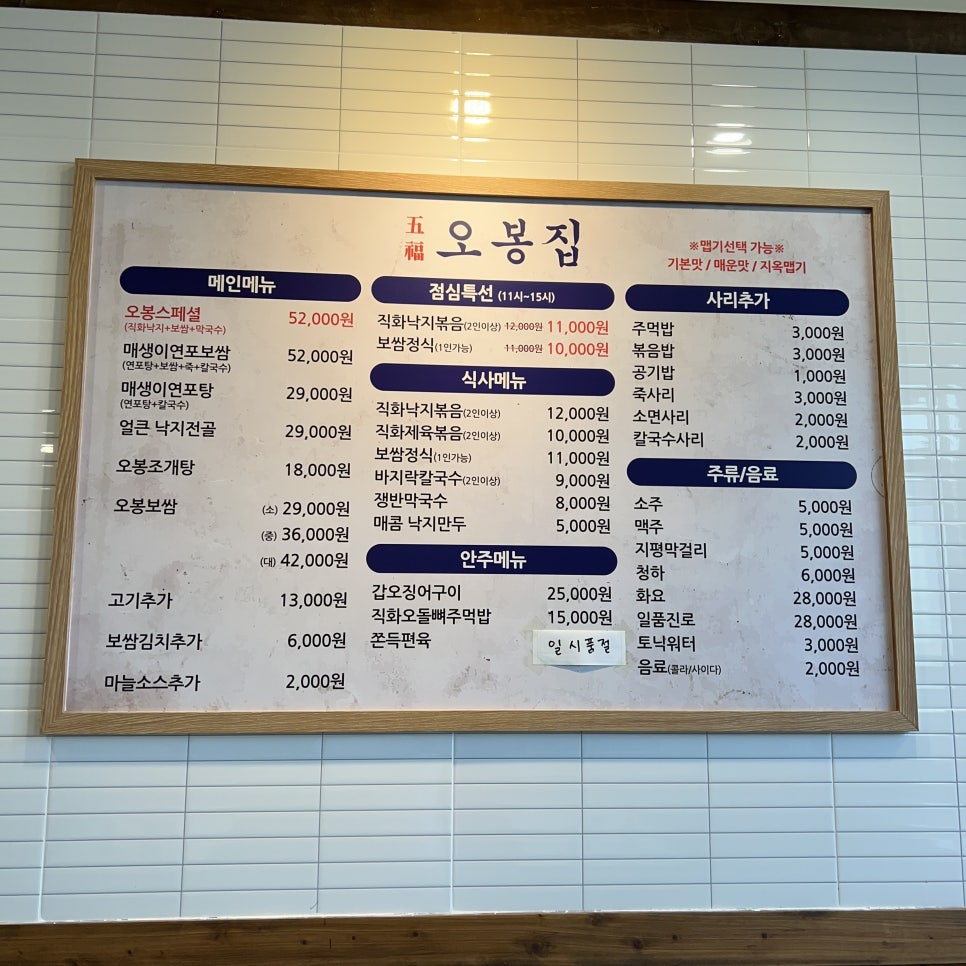 五福 오봉집
※맵기선택 가능※
기본맛 / 매운맛 / 지옥맵기
메인메뉴
오봉스페셜 52,000원
(직화낙지+보쌈+막국수)
매생이연포보쌈 52,000원
(연포탕+보쌈+죽+칼국수)
매생이연포탕 29,000원
(연포탕+칼국수)
얼큰 낙지전골 29,000원
오봉조개탕 18,000원
오봉보쌈 (소) 29,000원
(중) 36,000원
(대) 42,000원
고기추가 13,000원
보쌈김치추가 6,000원
마늘소스추가 2,000원
점심특선 (11시~15시)
직화낙지볶음(2인이상) 12,000원 11,000원
보쌈정식(1인가능) 11,000원 10,000원
식사메뉴
직화낙지볶음(2인이상) 12,000원
직화제육볶음(2인이상) 10,000원
보쌈정식(1인가능) 11,000원
바지락칼국수(2인이상) 9,000원
쟁반막국수 8,000원
매콤 낙지만두 5,000원
안주메뉴
갑오징어구이 25,000원
직화오돌뼈주먹밥 15,000원
쫀득편육 일시품절
사리추가
주먹밥 3,000원
볶음밥 3,000원
공기밥 1,000원
죽사리 3,000원
소면사리 2,000원
칼국수사리 2,000원
주류/음료
소주 5,000원
맥주 5,000원
지평막걸리 5,000원
청하 6,000원
화요 28,000원
일품진로 28,000원
토닉워터 3,000원
음료(콜라/사이다) 2,000원